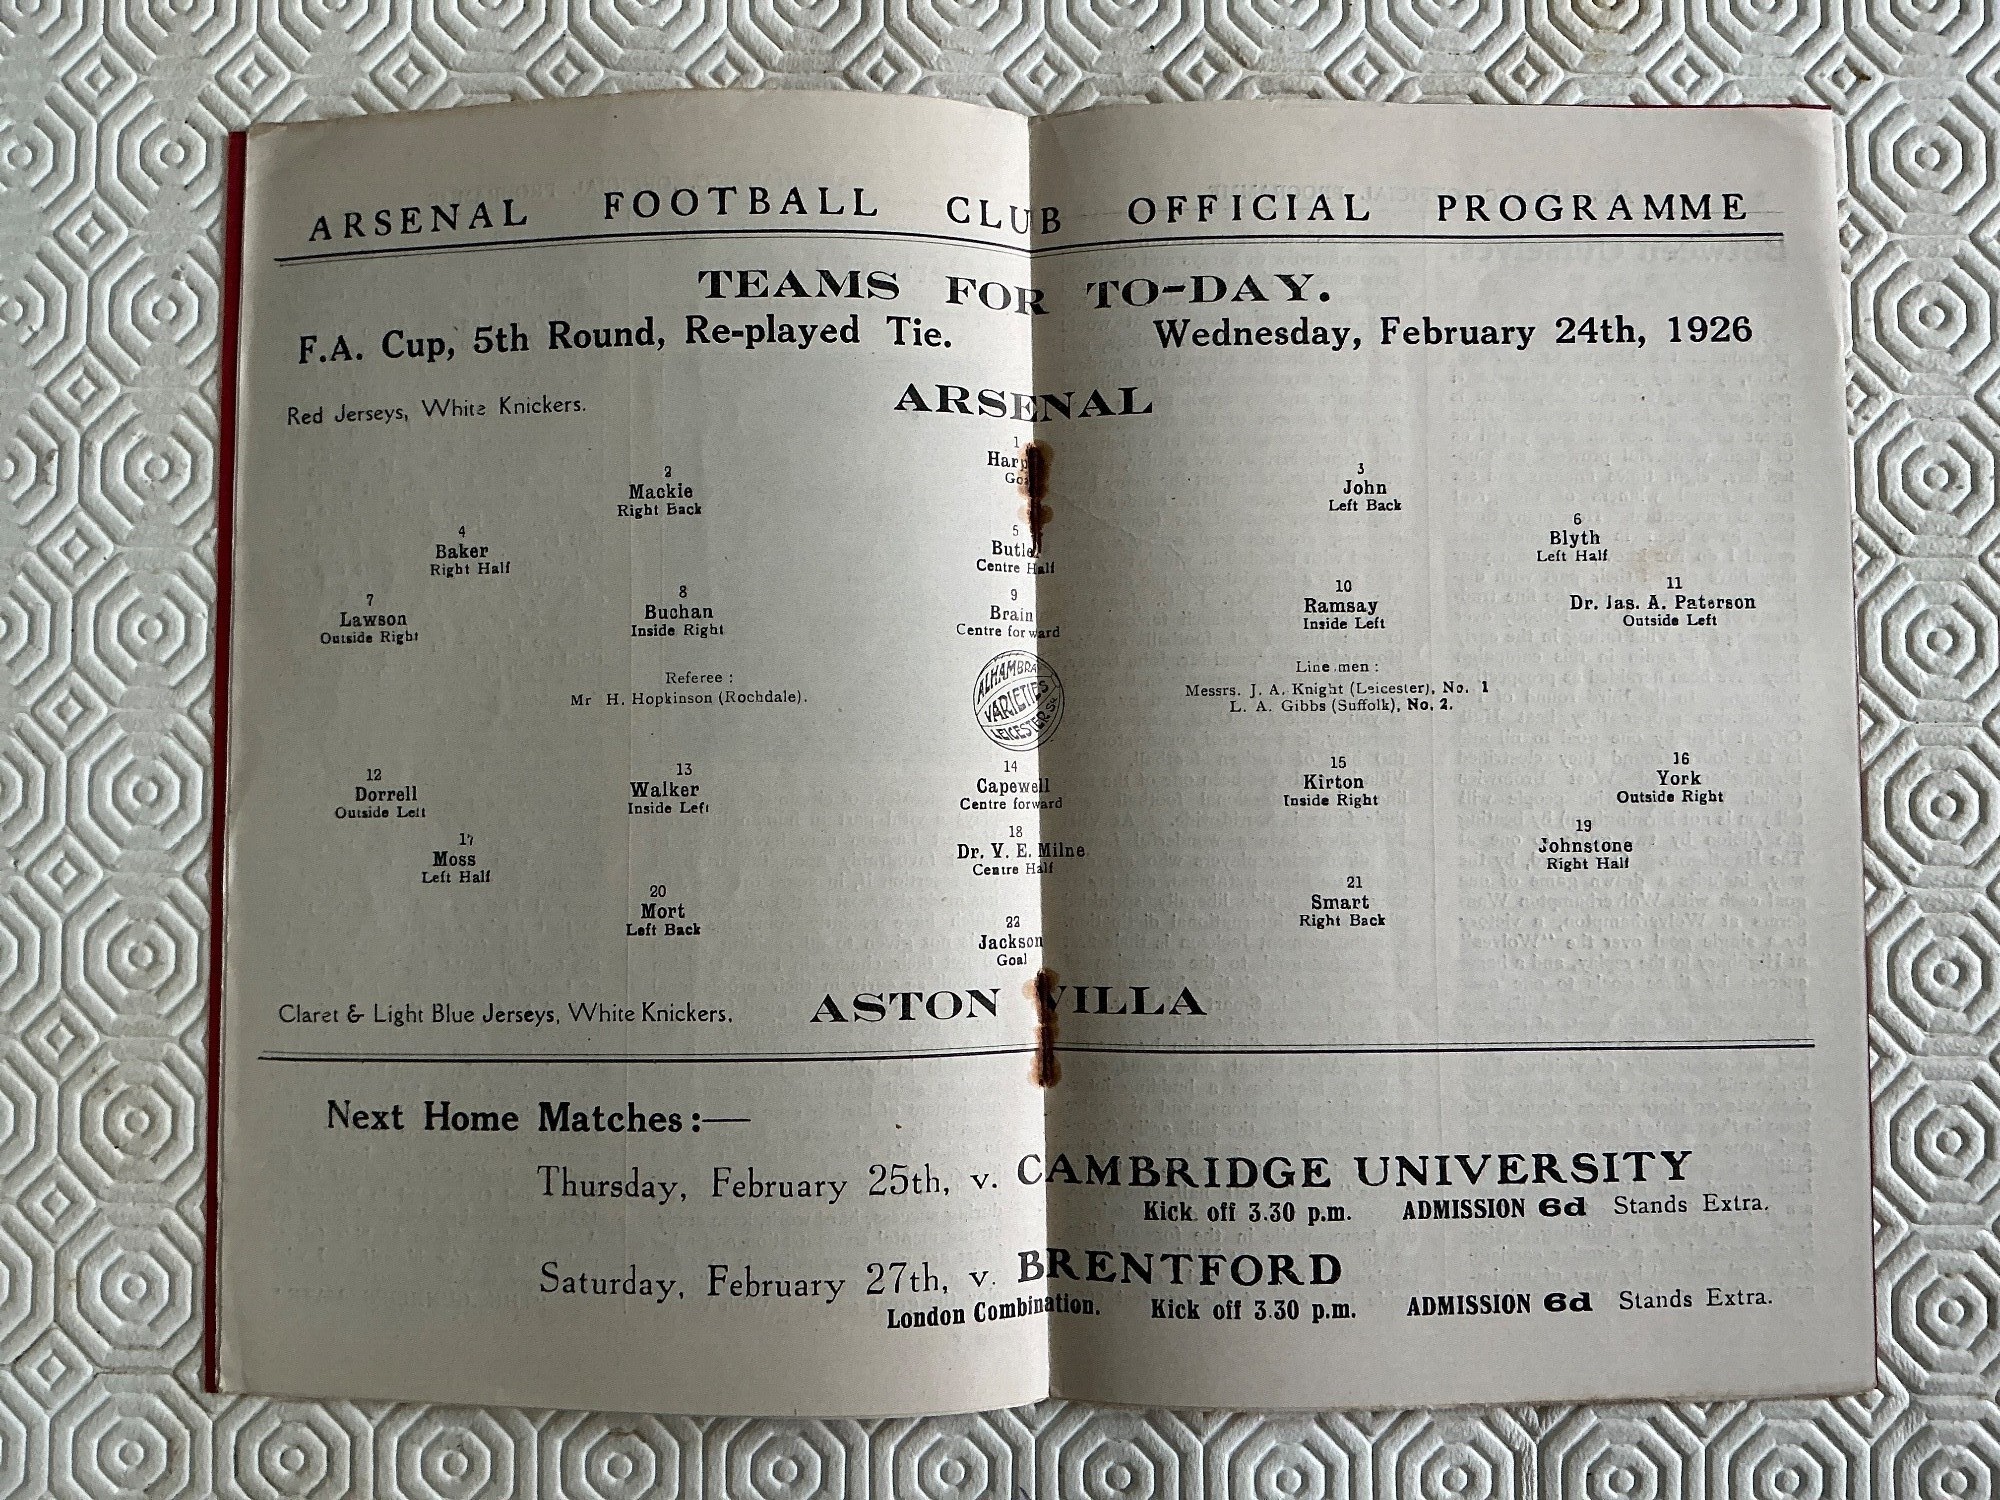 ARSENAL FOOTBALL CLUB OFFICIAL PROGRAMME
TEAMS FOR TO-DAY.
F.A. Cup, 5th Round, Re-played Tie. Wednesday, February 24th, 1926
Red Jerseys, White Knickers. ARSENAL
1
2 3
Mackie John
Right Back Left Back
4 5 6
Baker Blyth
Right Half Centre Half Left Half
7 8 9 10 11
Lawson Buchan Brain Ramsay Dr. Jas. A. Paterson
Outside Right Inside Right Centre forward Inside Left Outside Left
Referee : Linesmen :
Mr H. Hopkinson (Rochdale). Messrs. J. A. Knight (Leicester), No. 1
L. A. Gibbs (Suffolk), No. 2.
ALHAMBRA
VARIETIES
LEICESTER SQ.
12 13 14 15 16
Dorrell Walker Capewell Kirton York
Outside Left Inside Left Centre forward Inside Right Outside Right
17 18 19
Moss Dr. V. E. Milne Johnstone
Left Half Centre Half Right Half
20 21
Mort Smart
Left Back Right Back
22
Jackson
Goal
Claret & Light Blue Jerseys, White Knickers. ASTON VILLA
Next Home Matches:—
Thursday, February 25th, v. CAMBRIDGE UNIVERSITY
Kick off 3.30 p.m. ADMISSION 6d Stands Extra.
Saturday, February 27th, v. BRENTFORD
London Combination. Kick off 3.30 p.m. ADMISSION 6d Stands Extra.